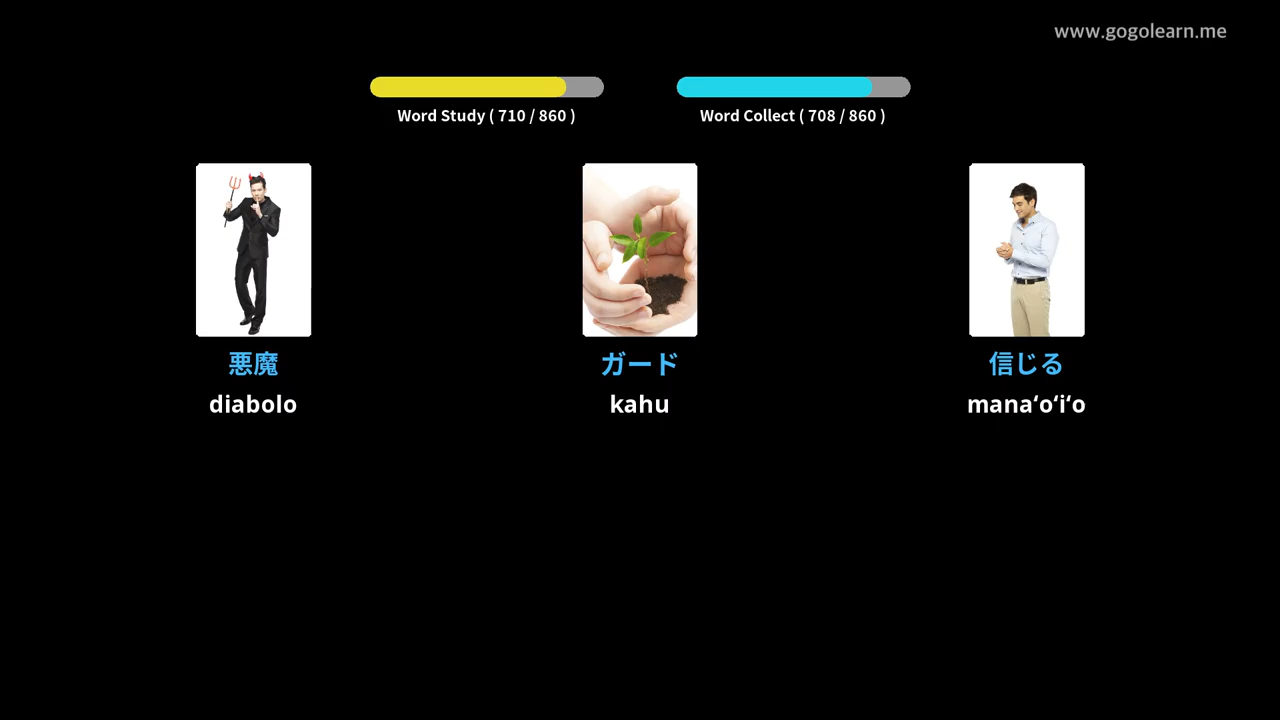 www.gogolearn.me
Word Study ( 710 / 860 )
Word Collect ( 708 / 860 )
悪魔
ガード
信じる
diabolo
kahu
manaʻoʻiʻo